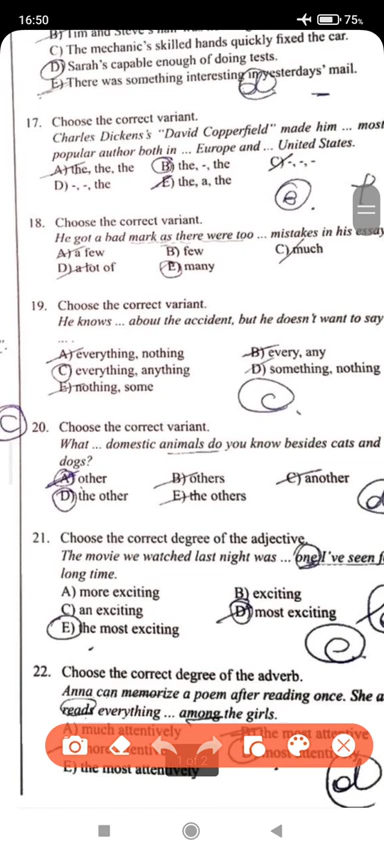 16:50
75%
B) Tim and Steve's
C) The mechanic's skilled hands quickly fixed the car.
D) Sarah's capable enough of doing tests.
E) There was something interesting in yesterdays' mail.
17. Choose the correct variant.
Charles Dickens's "David Copperfield" made him ... most
popular author both in ... Europe and ... United States.
A) the, the, the B) the, -, the C) -, -, -
D) -, -, the E) the, a, the
18. Choose the correct variant.
He got a bad mark as there were too ... mistakes in his essay
A) a few B) few C) much
D) a lot of E) many
19. Choose the correct variant.
He knows ... about the accident, but he doesn't want to say
... .
A) everything, nothing B) every, any
C) everything, anything D) something, nothing
E) nothing, some
C
20. Choose the correct variant.
What ... domestic animals do you know besides cats and
dogs?
A) other B) others C) another
D) the other E) the others
d
21. Choose the correct degree of the adjective.
The movie we watched last night was ... one I've seen f
long time.
A) more exciting B) exciting
C) an exciting D) most exciting
E) the most exciting
e
22. Choose the correct degree of the adverb.
Anna can memorize a poem after reading once. She a
reads everything ... among the girls.
A) much attentively B) the most attentive
1 of 2
E) the most attentively
d